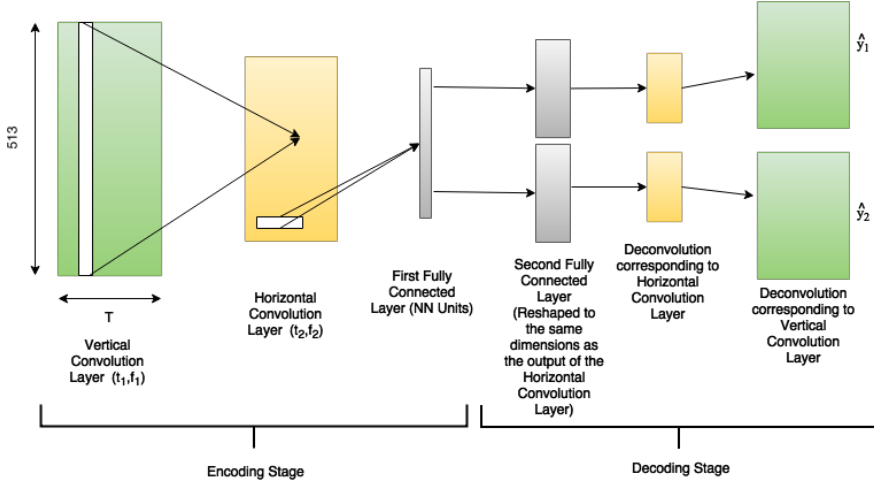 513
T
Vertical
Convolution
Layer (t₁,f₁)
Horizontal
Convolution
Layer (t₂,f₂)
First Fully
Connected
Layer (NN Units)
Second Fully
Connected
Layer
(Reshaped to
the same
dimensions as
the output of the
Horizontal
Convolution
Layer)
Deconvolution
corresponding to
Horizontal
Convolution
Layer
ŷ₁
ŷ₂
Deconvolution
corresponding to
Vertical
Convolution
Layer
Encoding Stage
Decoding Stage